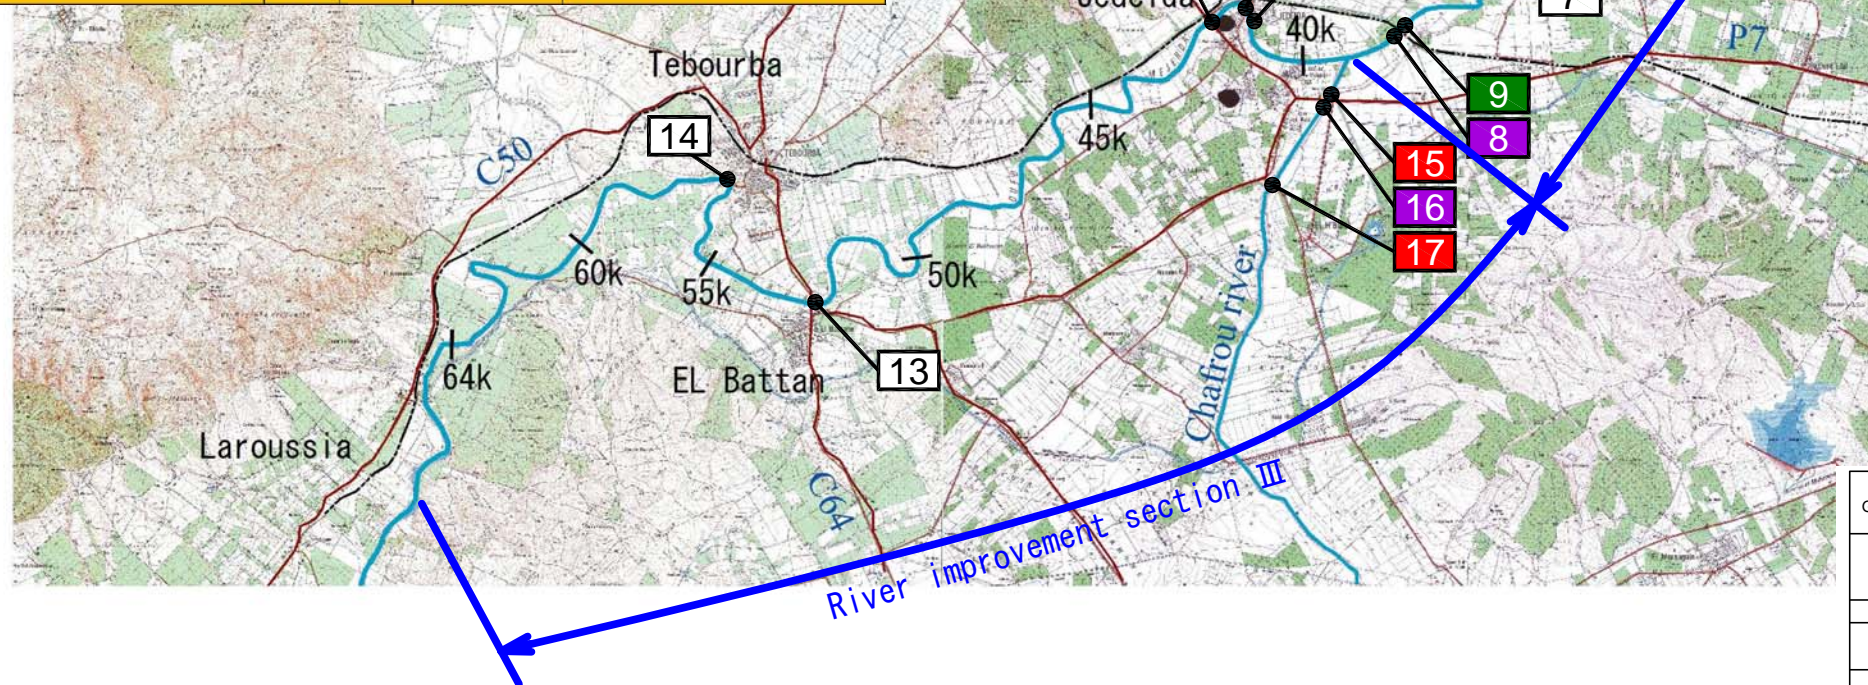 40k
P7
Tebourba
9
14
8
45k
C50
15
16
17
60k
50k
55k
13
64k
EL Battan
Chafrou river
Laroussia
C64
River improvement section Ⅲ